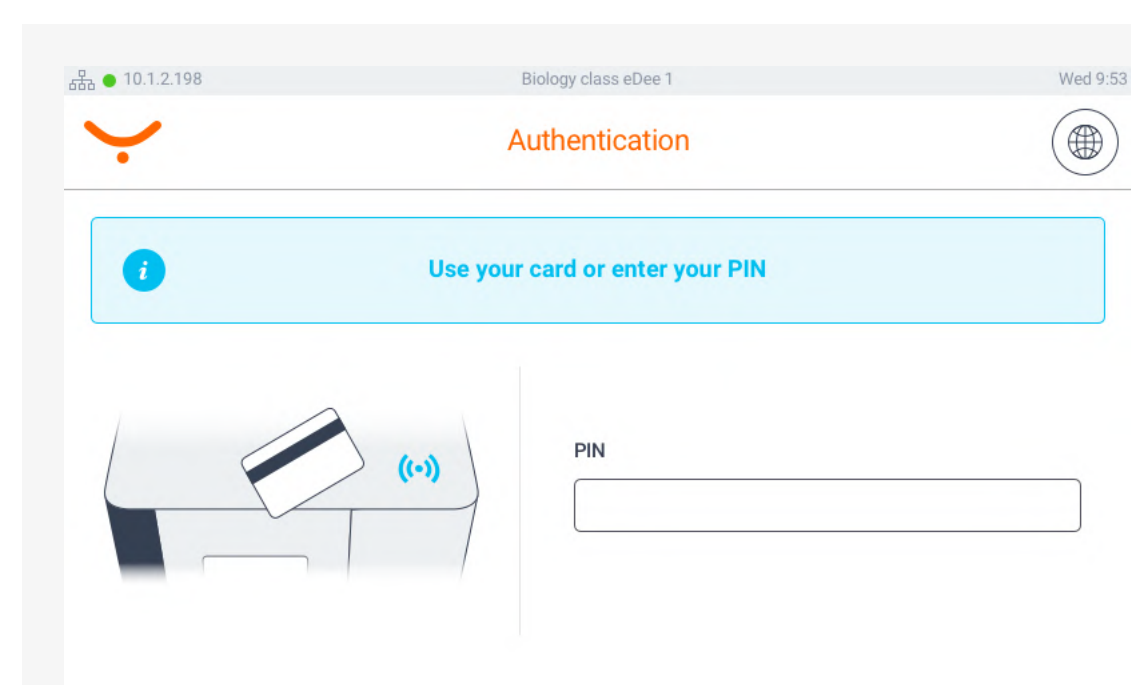 10.1.2.198 Biology class eDee 1 Wed 9:53
Authentication
Use your card or enter your PIN
PIN